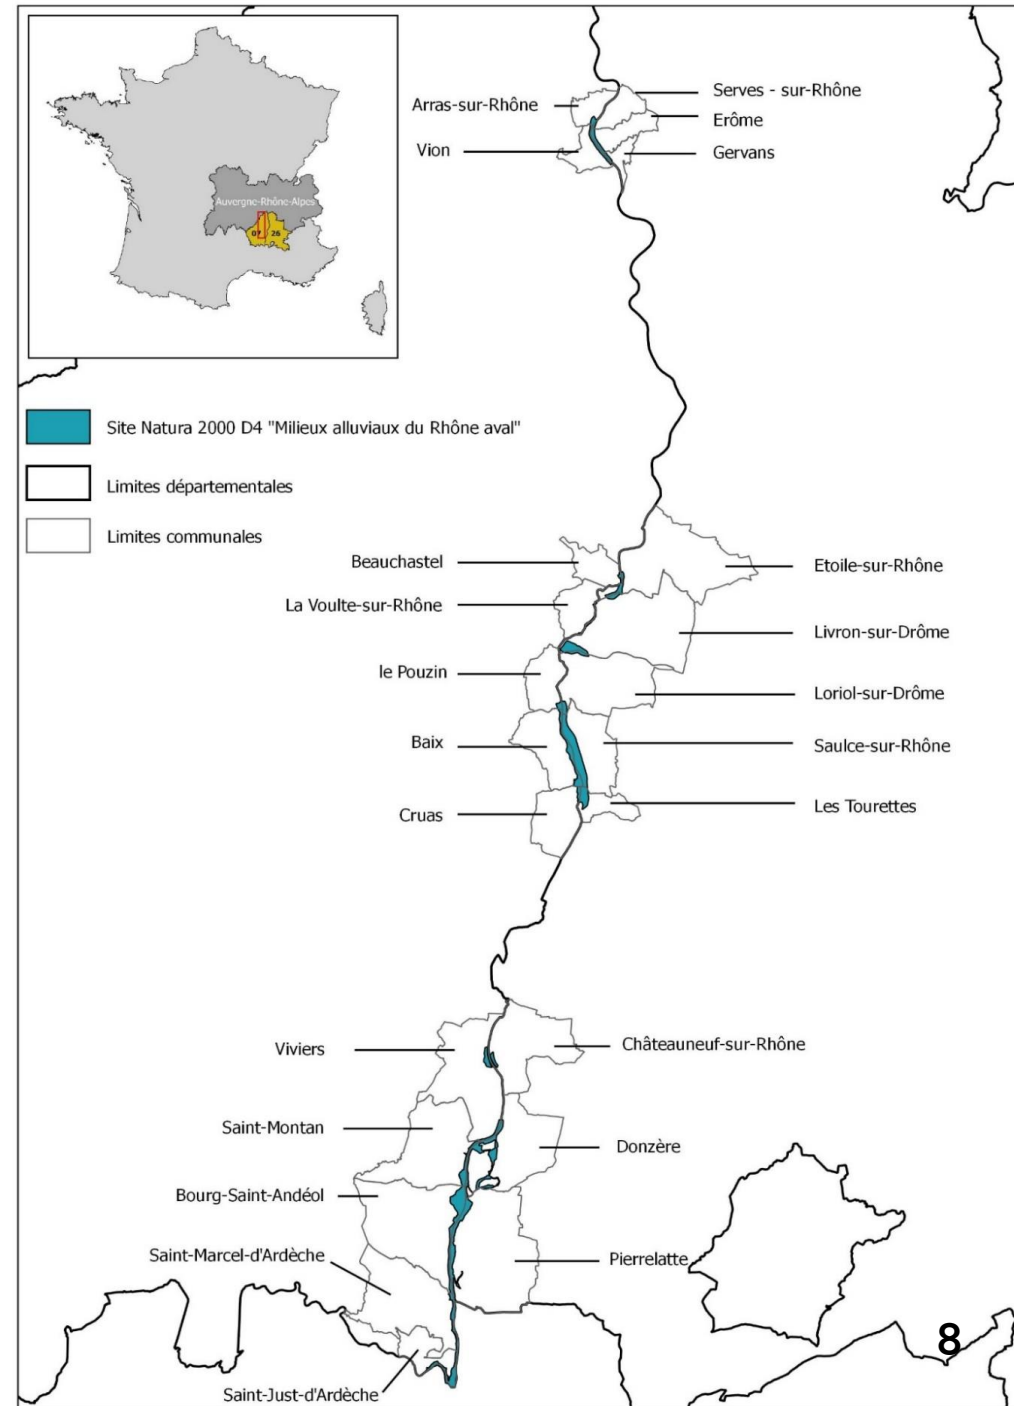 Auvergne-Rhône-Alpes
07 26
Arras-sur-Rhône
Serves - sur-Rhône
Erôme
Vion
Gervans
Site Natura 2000 D4 "Milieux alluviaux du Rhône aval"
Limites départementales
Limites communales
Beauchastel
Etoile-sur-Rhône
La Voulte-sur-Rhône
Livron-sur-Drôme
le Pouzin
Loriol-sur-Drôme
Baix
Saulce-sur-Rhône
Cruas
Les Tourettes
Viviers
Châteauneuf-sur-Rhône
Saint-Montan
Donzère
Bourg-Saint-Andéol
Saint-Marcel-d'Ardèche
Pierrelatte
Saint-Just-d'Ardèche
8